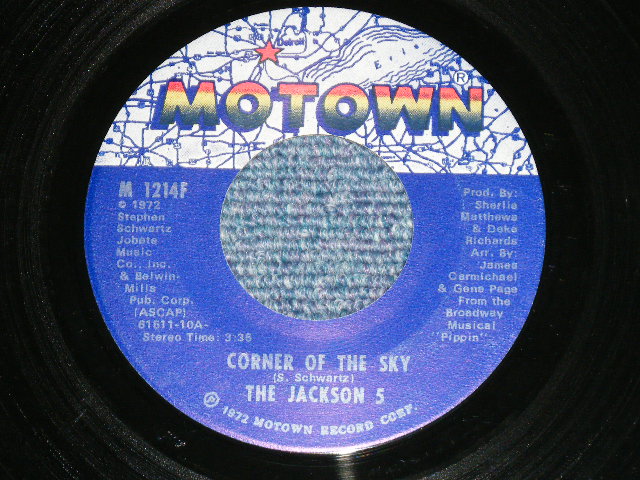 Detroit
ERIE
MOTOWN®
M 1214F
© 1972
Stephen
Schwartz
Jobete
Music
Co., Inc.
& Belwin-
Mills
Pub. Corp.
(ASCAP)
61611-10A-
Stereo Time: 3:36
Prod. By:
Sherlie
Matthews
& Deke
Richards
Arr. By:
James
Carmichael
& Gene Page
From the
Broadway
Musical
"Pippin"
CORNER OF THE SKY
(S. Schwartz)
THE JACKSON 5
℗ 1972 MOTOWN RECORD CORP.